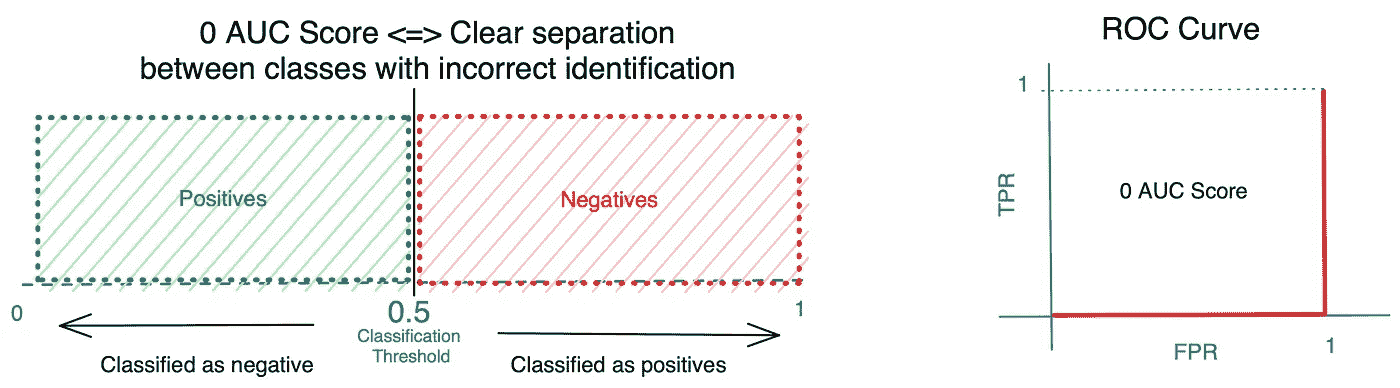 0 AUC Score <=> Clear separation
between classes with incorrect identification
Positives
Negatives
0
0.5
1
Classification
Threshold
Classified as negative
Classified as positives
ROC Curve
1
TPR
0 AUC Score
FPR
1